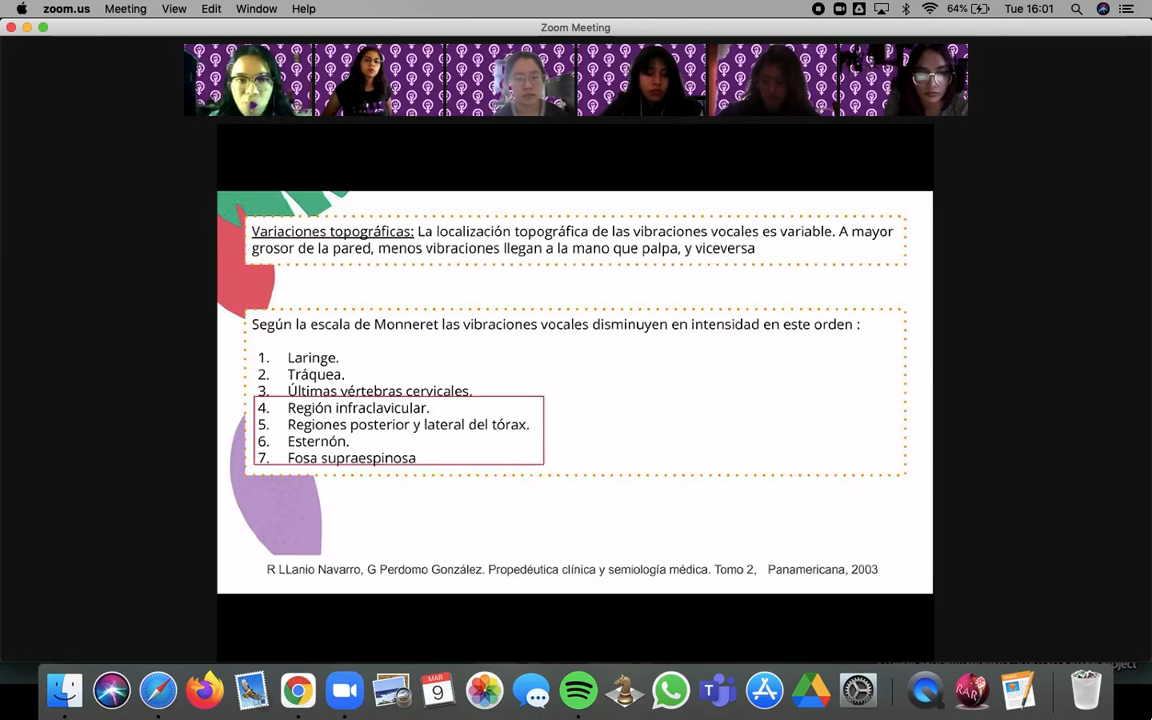 zoom.us Meeting View Edit Window Help 64% Tue 16:01
Zoom Meeting
Variaciones topográficas: La localización topográfica de las vibraciones vocales es variable. A mayor
grosor de la pared, menos vibraciones llegan a la mano que palpa, y viceversa
Según la escala de Monneret las vibraciones vocales disminuyen en intensidad en este orden :
1. Laringe.
2. Tráquea.
3. Últimas vértebras cervicales.
4. Región infraclavicular.
5. Regiones posterior y lateral del tórax.
6. Esternón.
7. Fosa supraespinosa
R LLanio Navarro, G Perdomo González. Propedéutica clínica y semiología médica. Tomo 2, Panamericana, 2003
MAR
9
RAR